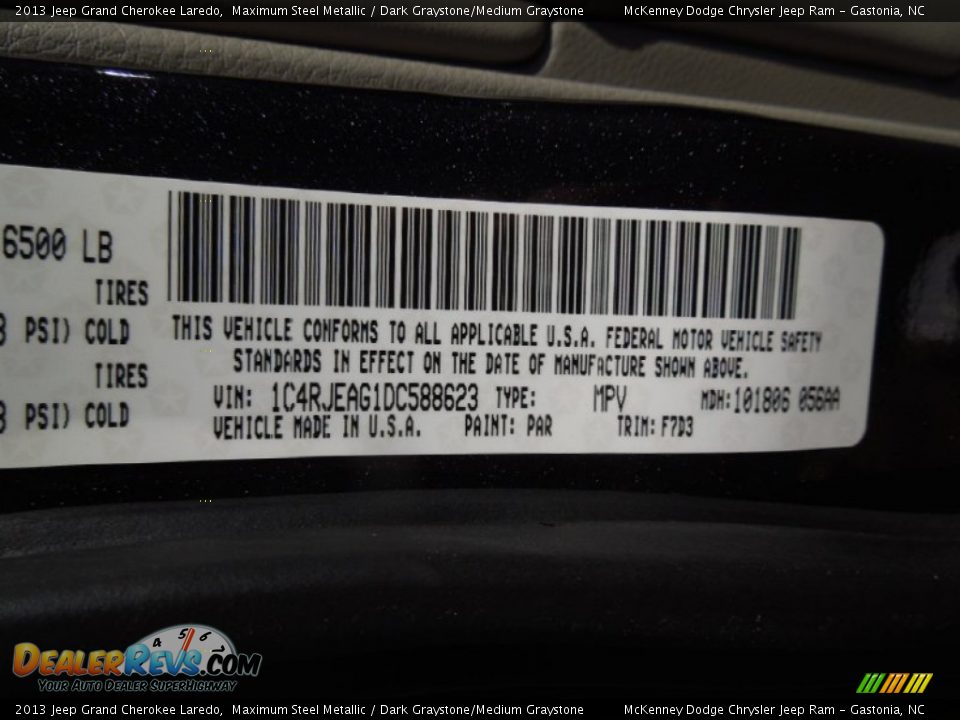 2013 Jeep Grand Cherokee Laredo, Maximum Steel Metallic / Dark Graystone/Medium Graystone McKenney Dodge Chrysler Jeep Ram - Gastonia, NC
6500 LB
TIRES
PSI) COLD
TIRES
PSI) COLD
THIS VEHICLE CONFORMS TO ALL APPLICABLE U.S.A. FEDERAL MOTOR VEHICLE SAFETY
STANDARDS IN EFFECT ON THE DATE OF MANUFACTURE SHOWN ABOVE.
VIN: 1C4RJEAG1DC588623 TYPE: MPV MDH:101806 056AA
VEHICLE MADE IN U.S.A. PAINT: PAR TRIM: F7D3
4 5 6 7
DEALERREVS.COM
Your Auto Dealer SuperHighway
2013 Jeep Grand Cherokee Laredo, Maximum Steel Metallic / Dark Graystone/Medium Graystone McKenney Dodge Chrysler Jeep Ram - Gastonia, NC